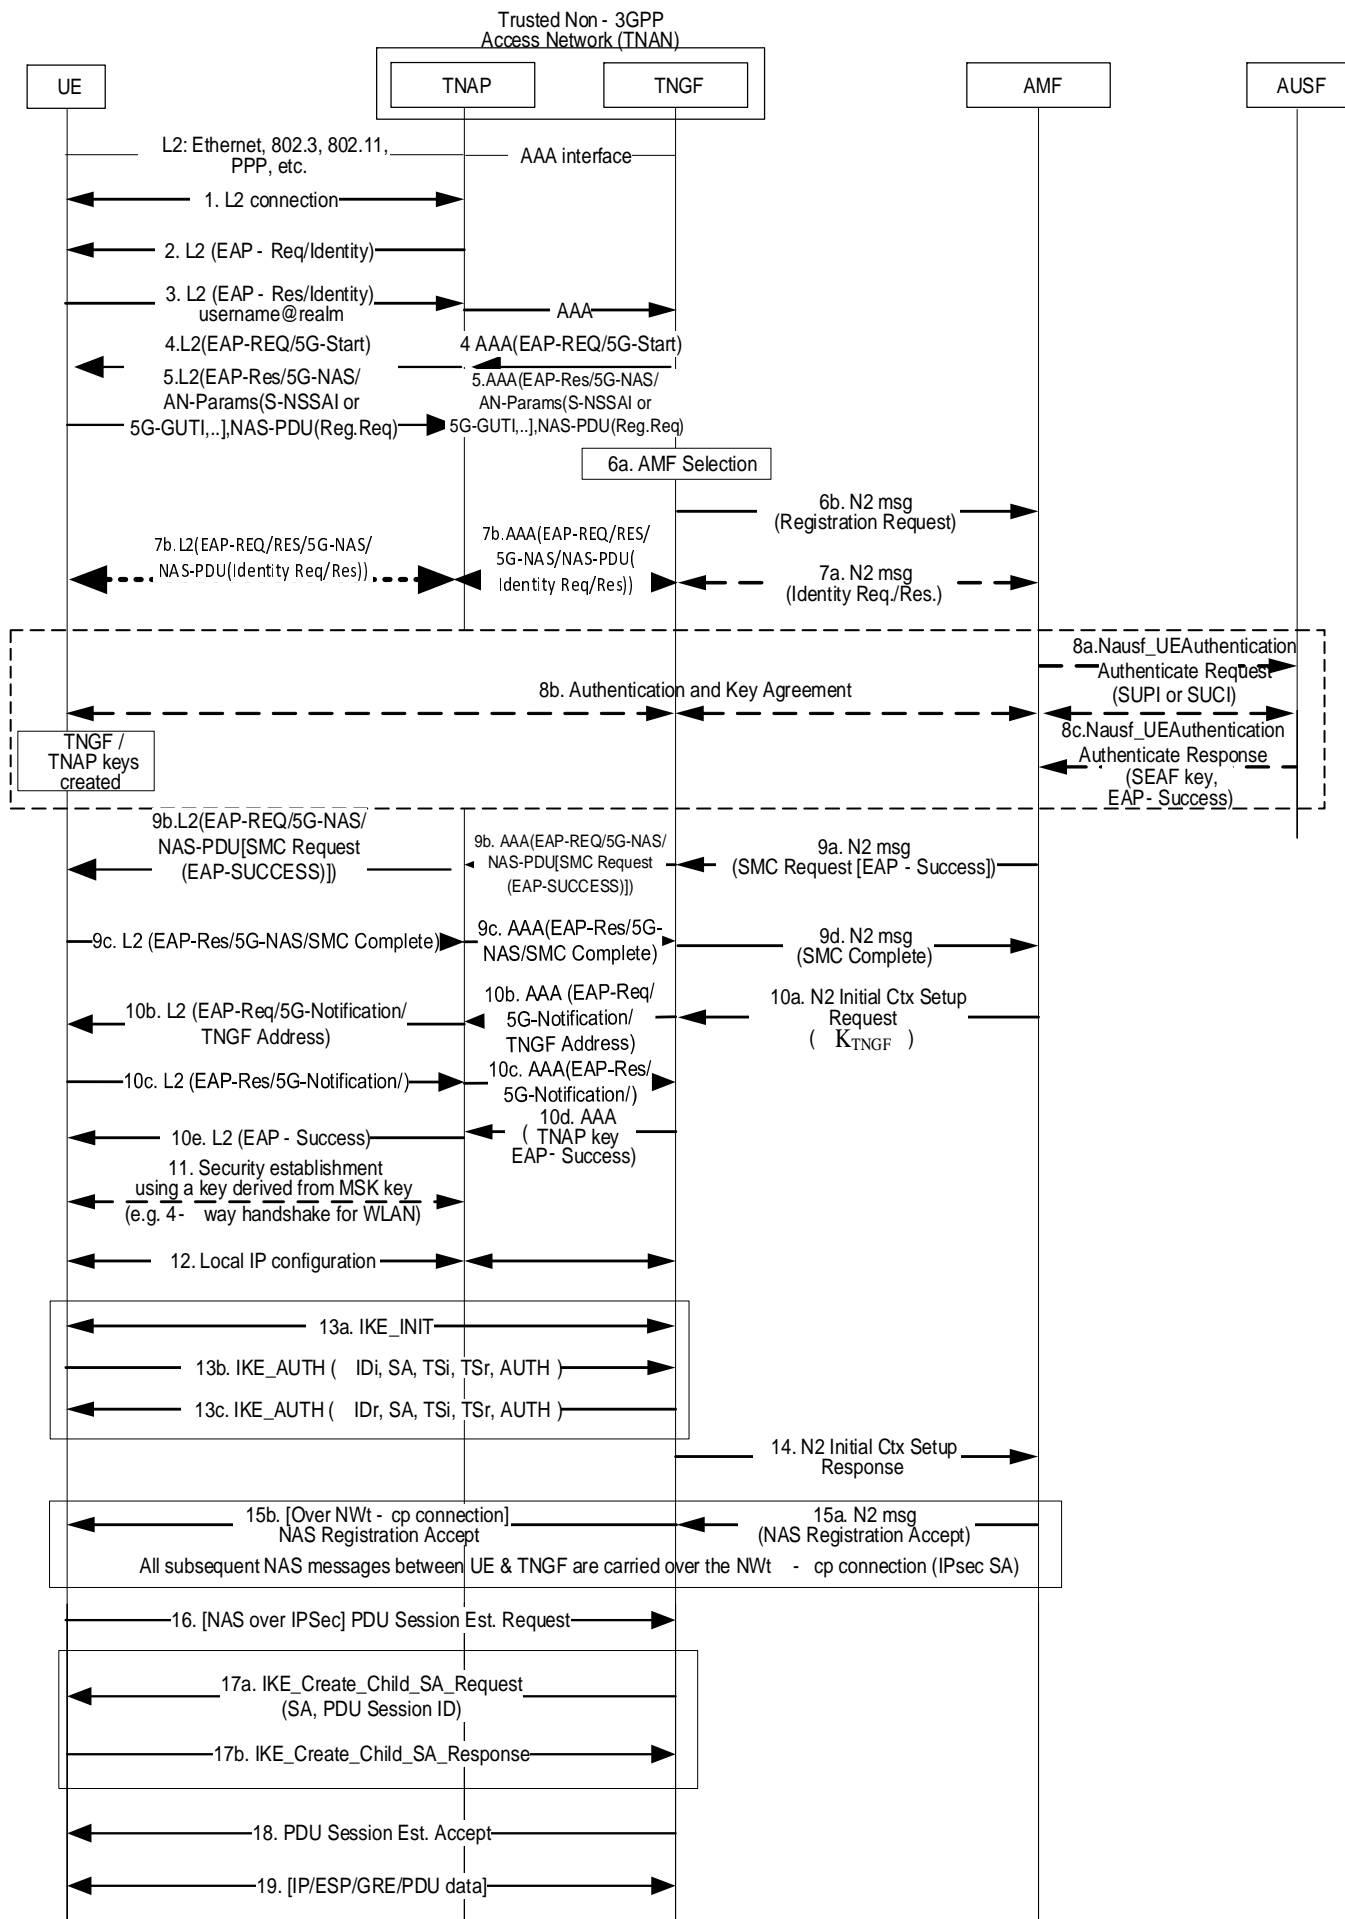 Trusted Non - 3GPP
Access Network (TNAN)
UE
TNAP
TNGF
AMF
AUSF
L2: Ethernet, 802.3, 802.11,
PPP, etc.
AAA interface
1. L2 connection
2. L2 (EAP - Req/Identity)
3. L2 (EAP - Res/Identity)
username@realm
AAA
4.L2(EAP-REQ/5G-Start)
4 AAA(EAP-REQ/5G-Start)
5.L2(EAP-Res/5G-NAS/
AN-Params(S-NSSAI or
5G-GUTI,..],NAS-PDU(Reg.Req)
5.AAA(EAP-Res/5G-NAS/
AN-Params(S-NSSAI or
5G-GUTI,..],NAS-PDU(Reg.Req)
6a. AMF Selection
6b. N2 msg
(Registration Request)
7b.L2(EAP-REQ/RES/5G-NAS/
NAS-PDU(Identity Req/Res))
7b.AAA(EAP-REQ/RES/
5G-NAS/NAS-PDU(
Identity Req/Res))
7a. N2 msg
(Identity Req./Res.)
8a.Nausf_UEAuthentication
Authenticate Request
(SUPI or SUCI)
8b. Authentication and Key Agreement
8c.Nausf_UEAuthentication
Authenticate Response
(SEAF key,
EAP- Success)
TNGF /
TNAP keys
created
9b.L2(EAP-REQ/5G-NAS/
NAS-PDU[SMC Request
(EAP-SUCCESS)])
9b. AAA(EAP-REQ/5G-NAS/
NAS-PDU[SMC Request
(EAP-SUCCESS)])
9a. N2 msg
(SMC Request [EAP - Success])
9c. L2 (EAP-Res/5G-NAS/SMC Complete)
9c. AAA(EAP-Res/5G-
NAS/SMC Complete)
9d. N2 msg
(SMC Complete)
10b. L2 (EAP-Req/5G-Notification/
TNGF Address)
10b. AAA (EAP-Req/
5G-Notification/
TNGF Address)
10a. N2 Initial Ctx Setup
Request
( KTNGF )
10c. L2 (EAP-Res/5G-Notification/)
10c. AAA(EAP-Res/
5G-Notification/)
10d. AAA
( TNAP key
EAP- Success)
10e. L2 (EAP - Success)
11. Security establishment
using a key derived from MSK key
(e.g. 4- way handshake for WLAN)
12. Local IP configuration
13a. IKE_INIT
13b. IKE_AUTH ( IDi, SA, TSi, TSr, AUTH )
13c. IKE_AUTH ( IDr, SA, TSi, TSr, AUTH )
14. N2 Initial Ctx Setup
Response
15b. [Over NWt - cp connection]
NAS Registration Accept
15a. N2 msg
(NAS Registration Accept)
All subsequent NAS messages between UE & TNGF are carried over the NWt - cp connection (IPsec SA)
16. [NAS over IPSec] PDU Session Est. Request
17a. IKE_Create_Child_SA_Request
(SA, PDU Session ID)
17b. IKE_Create_Child_SA_Response
18. PDU Session Est. Accept
19. [IP/ESP/GRE/PDU data]